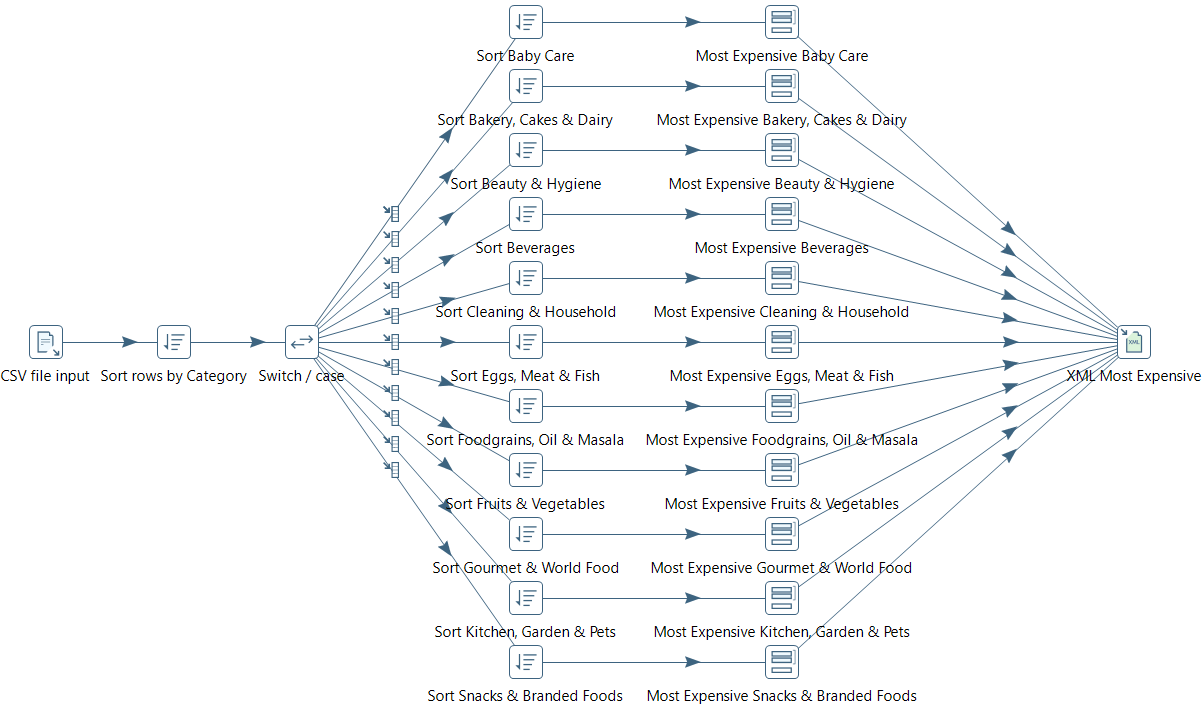 Sort Baby Care
Most Expensive Baby Care
Sort Bakery, Cakes & Dairy
Most Expensive Bakery, Cakes & Dairy
Sort Beauty & Hygiene
Most Expensive Beauty & Hygiene
Sort Beverages
Most Expensive Beverages
Sort Cleaning & Household
Most Expensive Cleaning & Household
XML
CSV file input
Sort rows by Category
Switch / case
Sort Eggs, Meat & Fish
Most Expensive Eggs, Meat & Fish
XML Most Expensive
Sort Foodgrains, Oil & Masala
Most Expensive Foodgrains, Oil & Masala
Sort Fruits & Vegetables
Most Expensive Fruits & Vegetables
Sort Gourmet & World Food
Most Expensive Gourmet & World Food
Sort Kitchen, Garden & Pets
Most Expensive Kitchen, Garden & Pets
Sort Snacks & Branded Foods
Most Expensive Snacks & Branded Foods